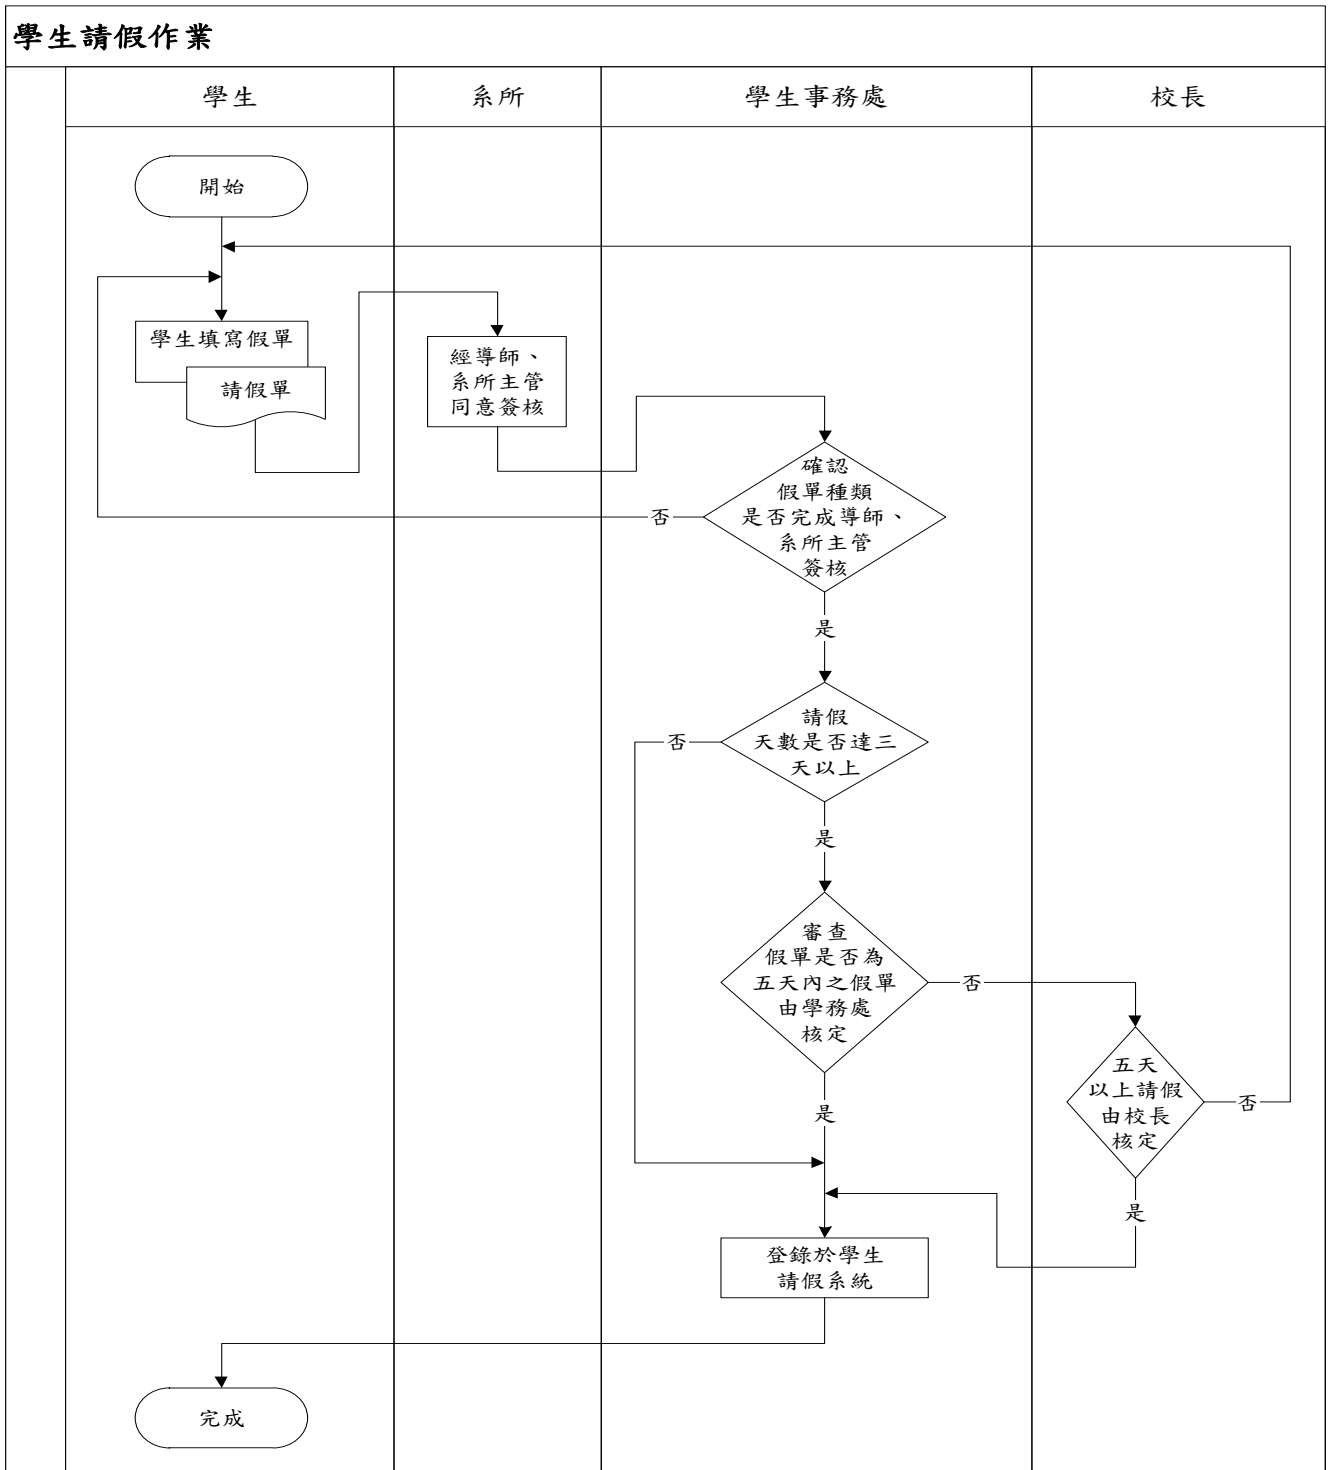 學生請假作業
學生
系所
學生事務處
校長
開始
學生填寫假單
請假單
經導師、
系所主管
同意簽核
確認
假單種類
是否完成導師、
系所主管
簽核
否
是
請假
天數是否達三
天以上
否
是
審查
假單是否為
五天內之假單
由學務處
核定
否
是
五天
以上請假
由校長
核定
否
是
登錄於學生
請假系統
完成